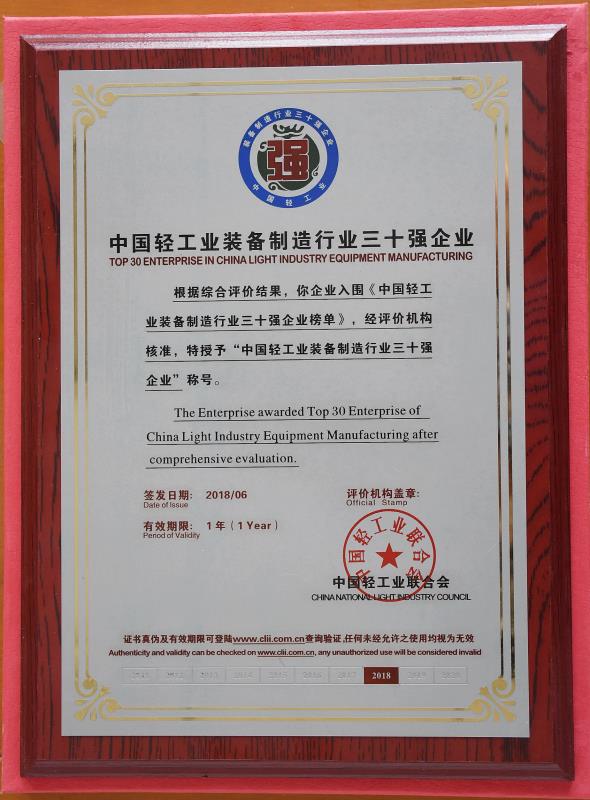 装备制造行业三十强企业
强
中国轻工业
中国轻工业装备制造行业三十强企业
TOP 30 ENTERPRISE IN CHINA LIGHT INDUSTRY EQUIPMENT MANUFACTURING
根据综合评价结果，你企业入围《中国轻工
业装备制造行业三十强企业榜单》，经评价机构
核准，特授予“中国轻工业装备制造行业三十强
企业”称号。
The Enterprise awarded Top 30 Enterprise of
China Light Industry Equipment Manufacturing after
comprehensive evaluation.
签发日期： 2018/06
Date of Issue
有效期限： 1 年（1 Year）
Period of Validity
评价机构盖章：
Official Stamp
中国轻工业联合会
中国轻工业联合会
CHINA NATIONAL LIGHT INDUSTRY COUNCIL
证书真伪及有效期限可登陆www.clii.com.cn查询验证,任何未经允许之使用均视为无效
Authenticity and validity can be checked on www.clii.com.cn, any unauthorized use will be considered invalid
2011 2012 2013 2014 2015 2016 2017 2018 2019 2020